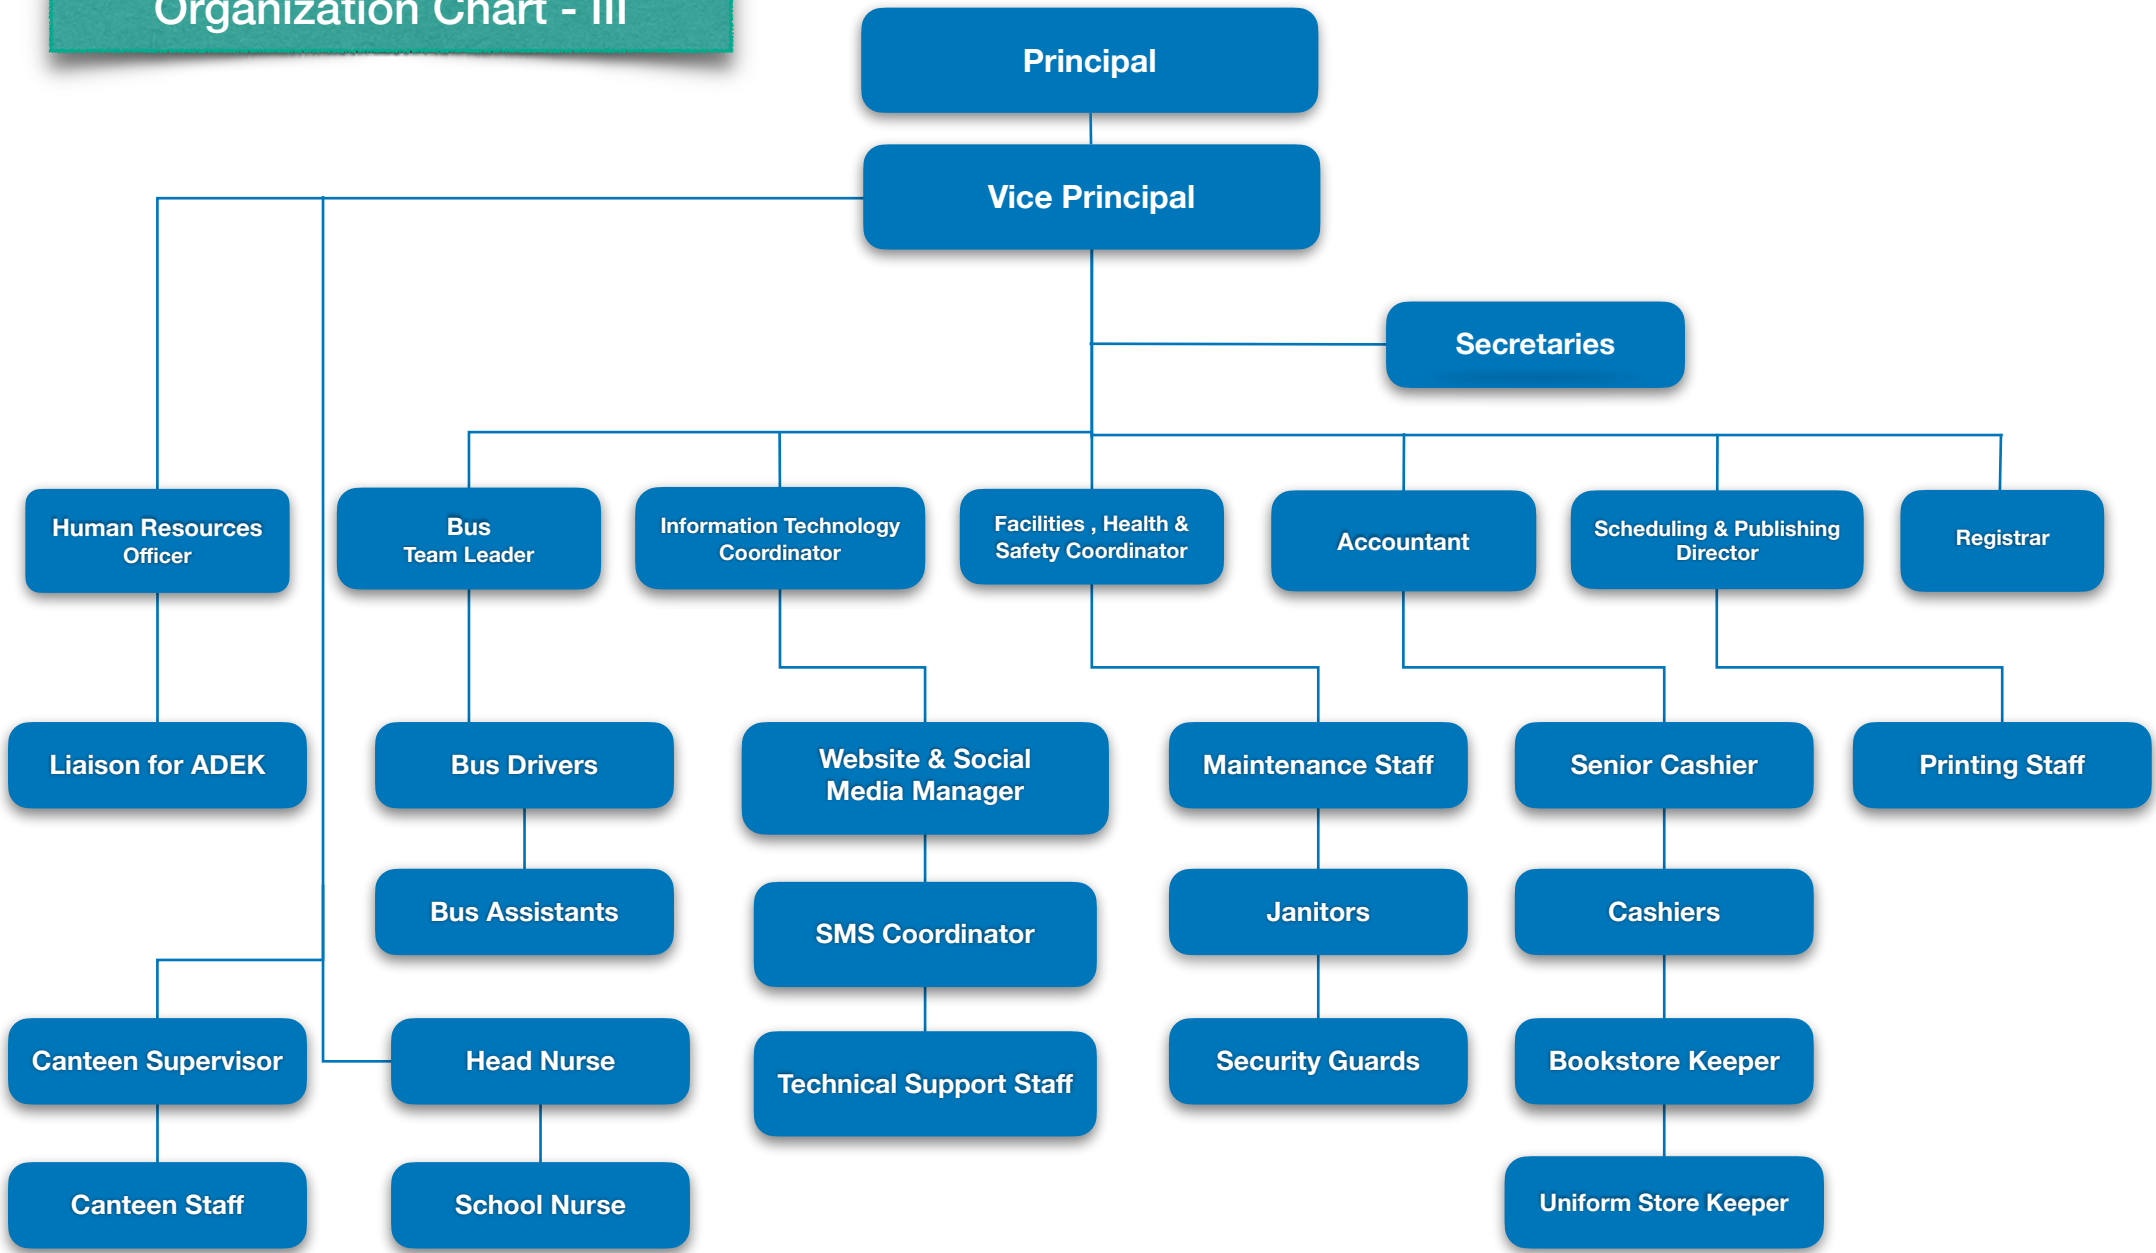 Organization Chart - III
Principal
Vice Principal
Secretaries
Human Resources
Officer
Bus
Team Leader
Information Technology
Coordinator
Facilities , Health &
Safety Coordinator
Accountant
Scheduling & Publishing
Director
Registrar
Liaison for ADEK
Bus Drivers
Website & Social
Media Manager
Maintenance Staff
Senior Cashier
Printing Staff
Bus Assistants
SMS Coordinator
Janitors
Cashiers
Canteen Supervisor
Head Nurse
Technical Support Staff
Security Guards
Bookstore Keeper
Canteen Staff
School Nurse
Uniform Store Keeper